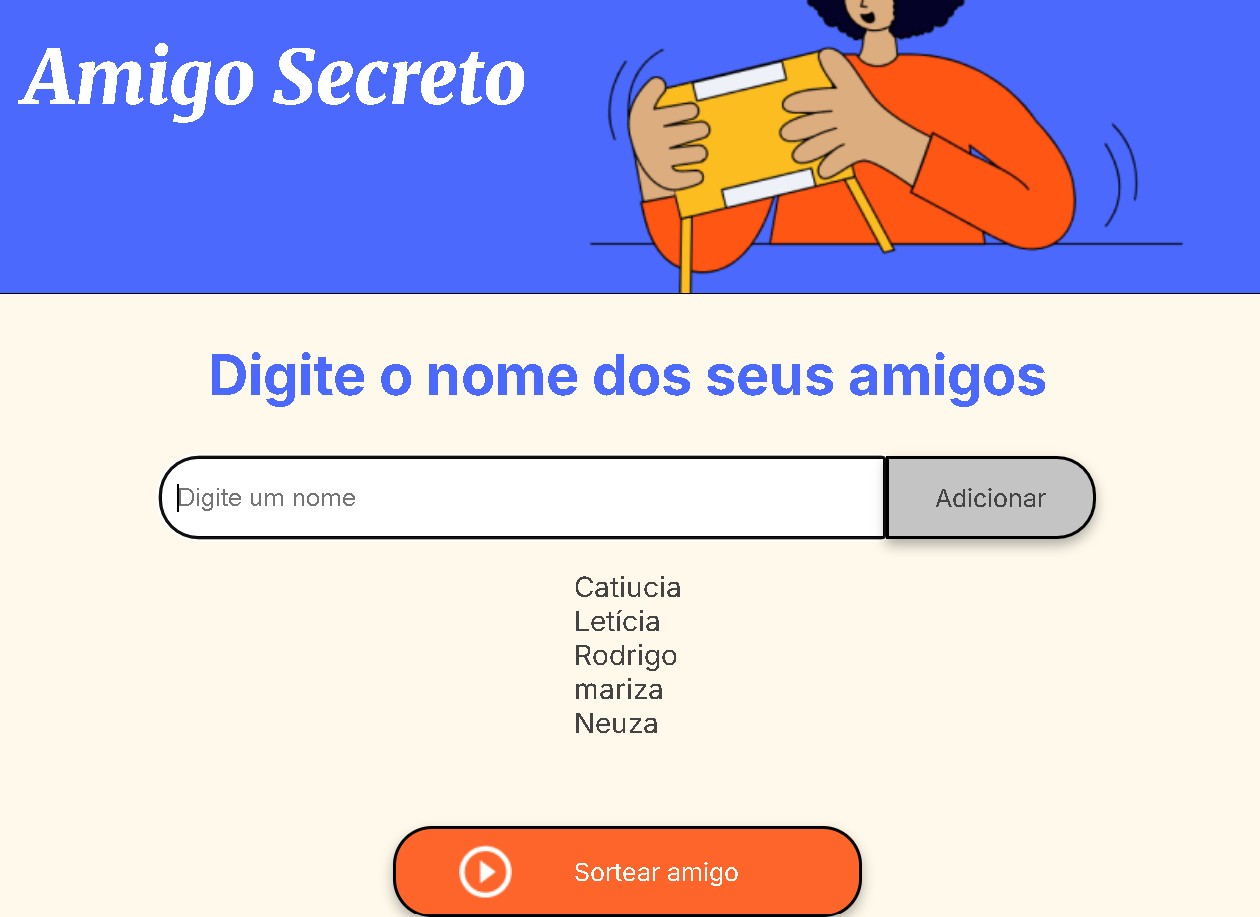 Amigo Secreto
Digite o nome dos seus amigos
Digite um nome
Adicionar
Catiucia
Letícia
Rodrigo
mariza
Neuza
Sortear amigo